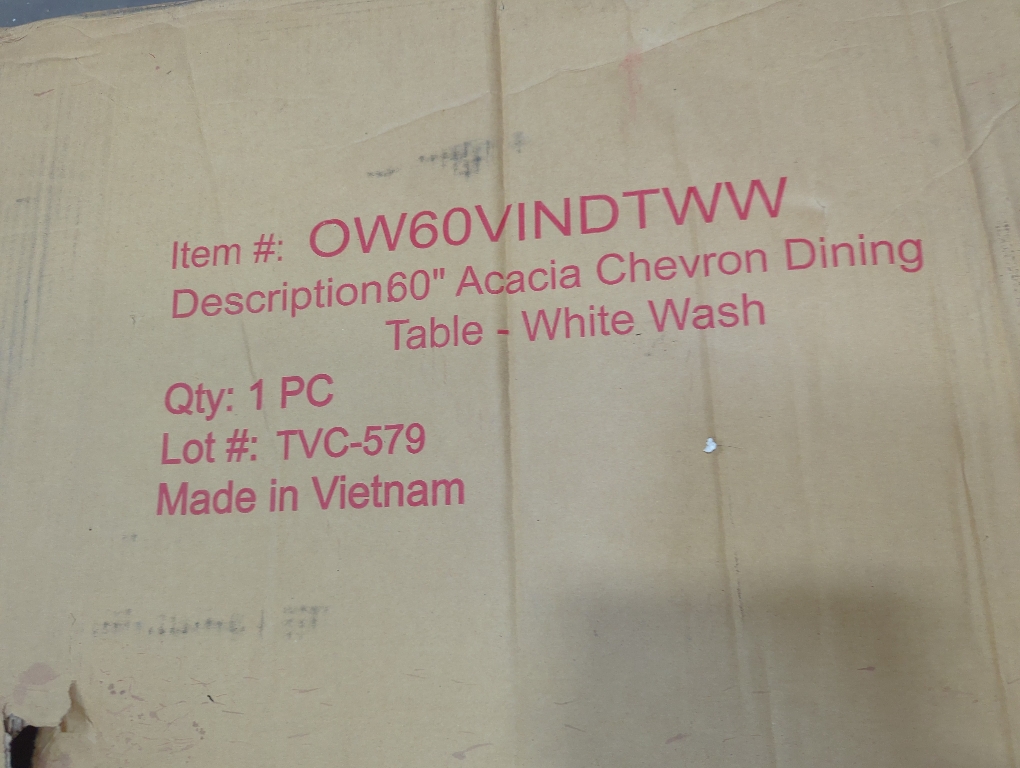 Item #: OW60VINDTWW
Description60" Acacia Chevron Dining
Table - White Wash
Qty: 1 PC
Lot #: TVC-579
Made in Vietnam